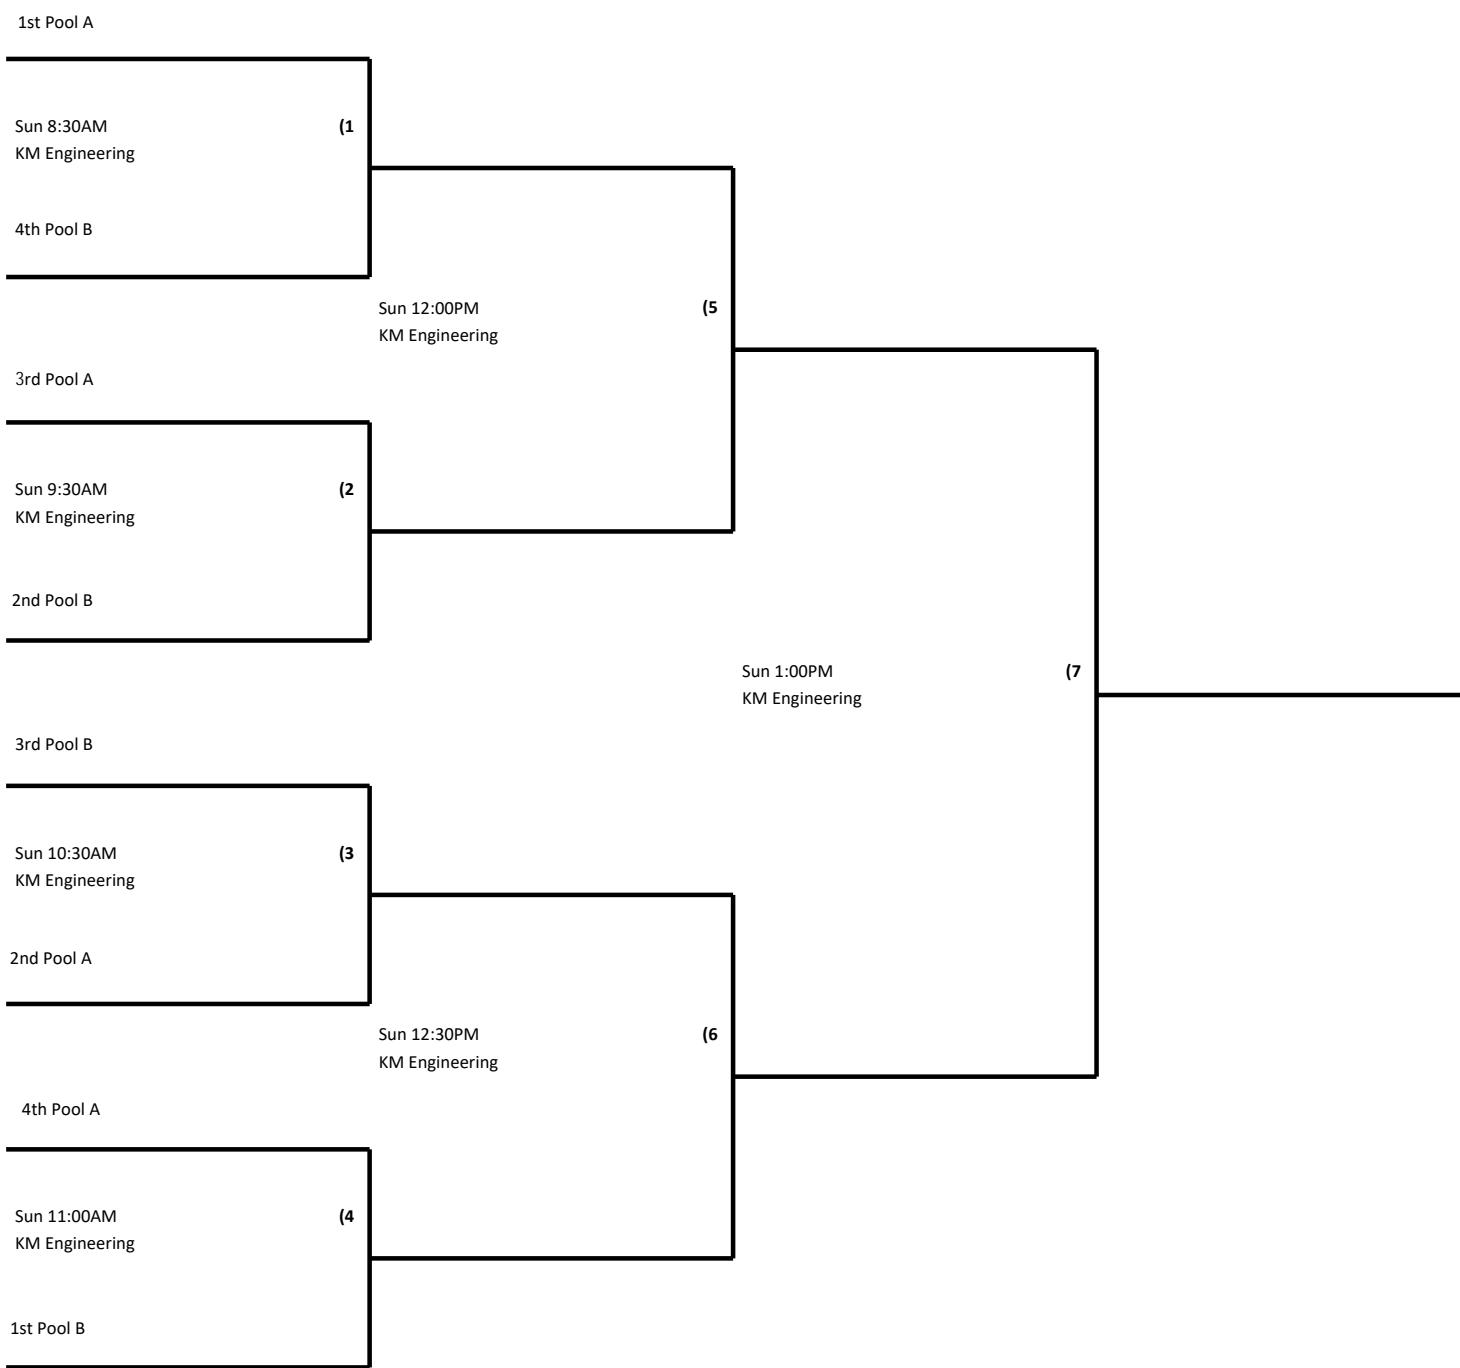 1st Pool A
Sun 8:30AM (1
KM Engineering
4th Pool B
Sun 12:00PM (5
KM Engineering
3rd Pool A
Sun 9:30AM (2
KM Engineering
2nd Pool B
Sun 1:00PM (7
KM Engineering
3rd Pool B
Sun 10:30AM (3
KM Engineering
2nd Pool A
Sun 12:30PM (6
KM Engineering
4th Pool A
Sun 11:00AM (4
KM Engineering
1st Pool B